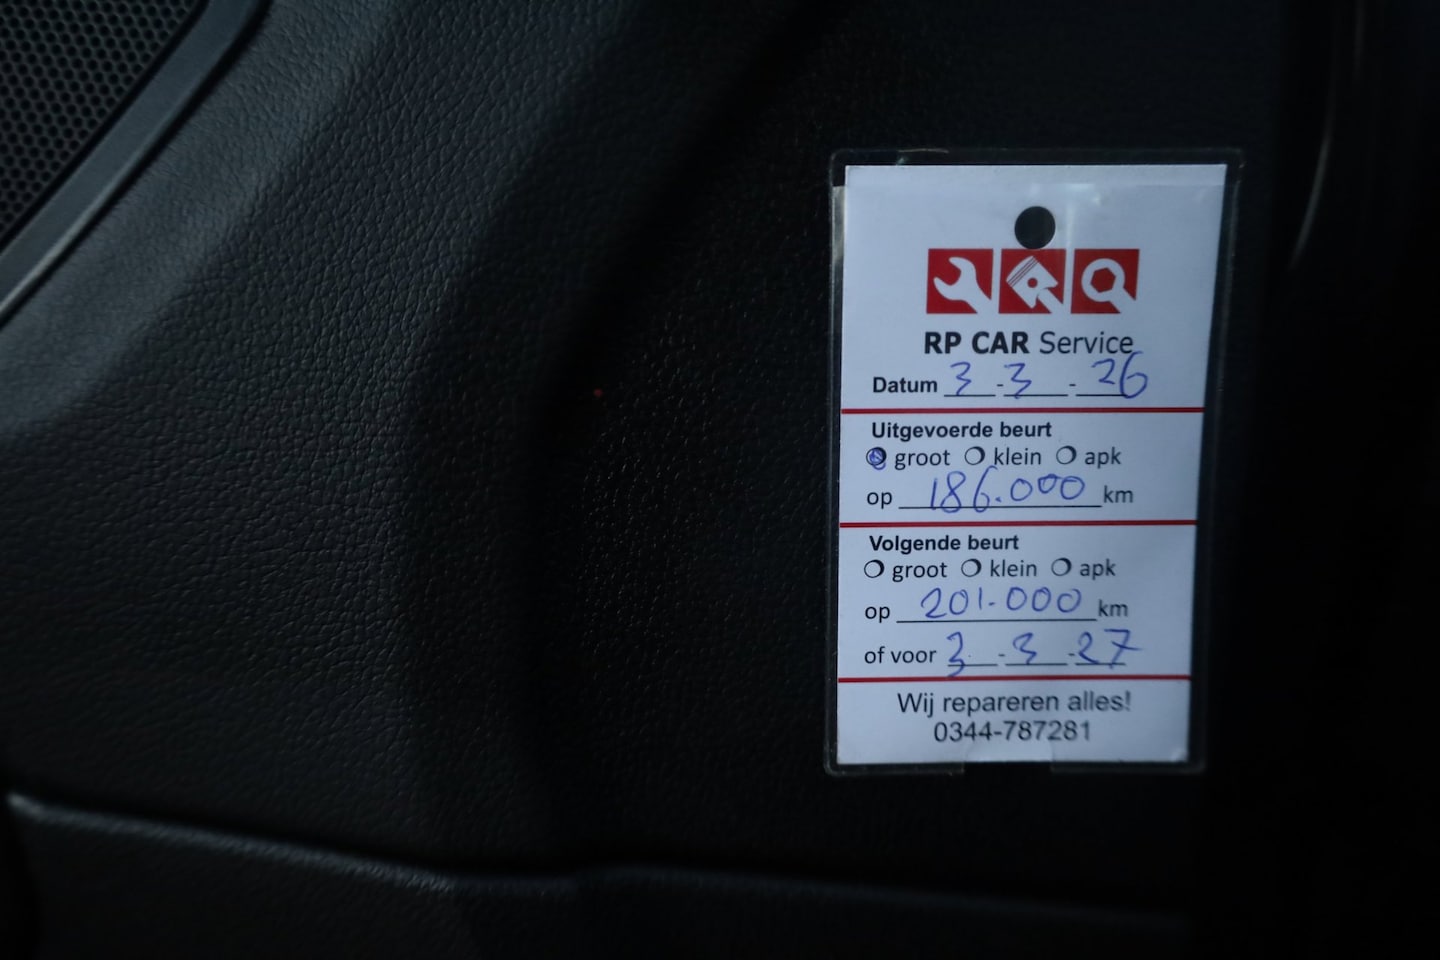 RP CAR Service
Datum 3-3-26
Uitgevoerde beurt
groot klein apk
op 186.000 km
Volgende beurt
groot klein apk
op 201.000 km
of voor 3-3-27
Wij repareren alles!
0344-787281